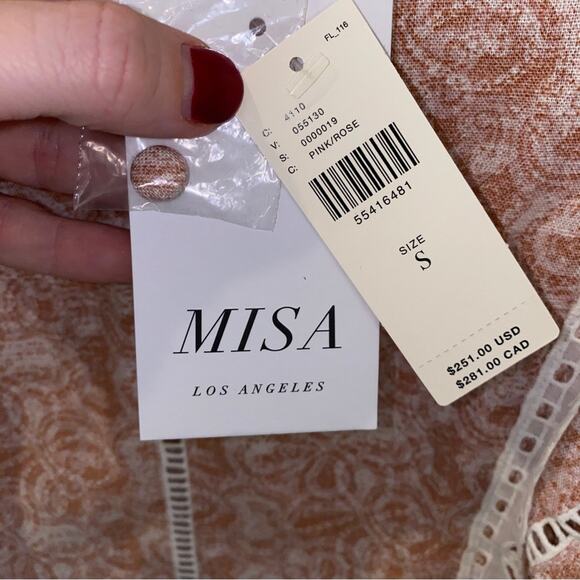 FL_116
C: 4110
V: 055130
S: 0000019
C: PINK/ROSE
55416481
SIZE
S
$251.00 USD
$281.00 CAD
MISA
LOS ANGELES